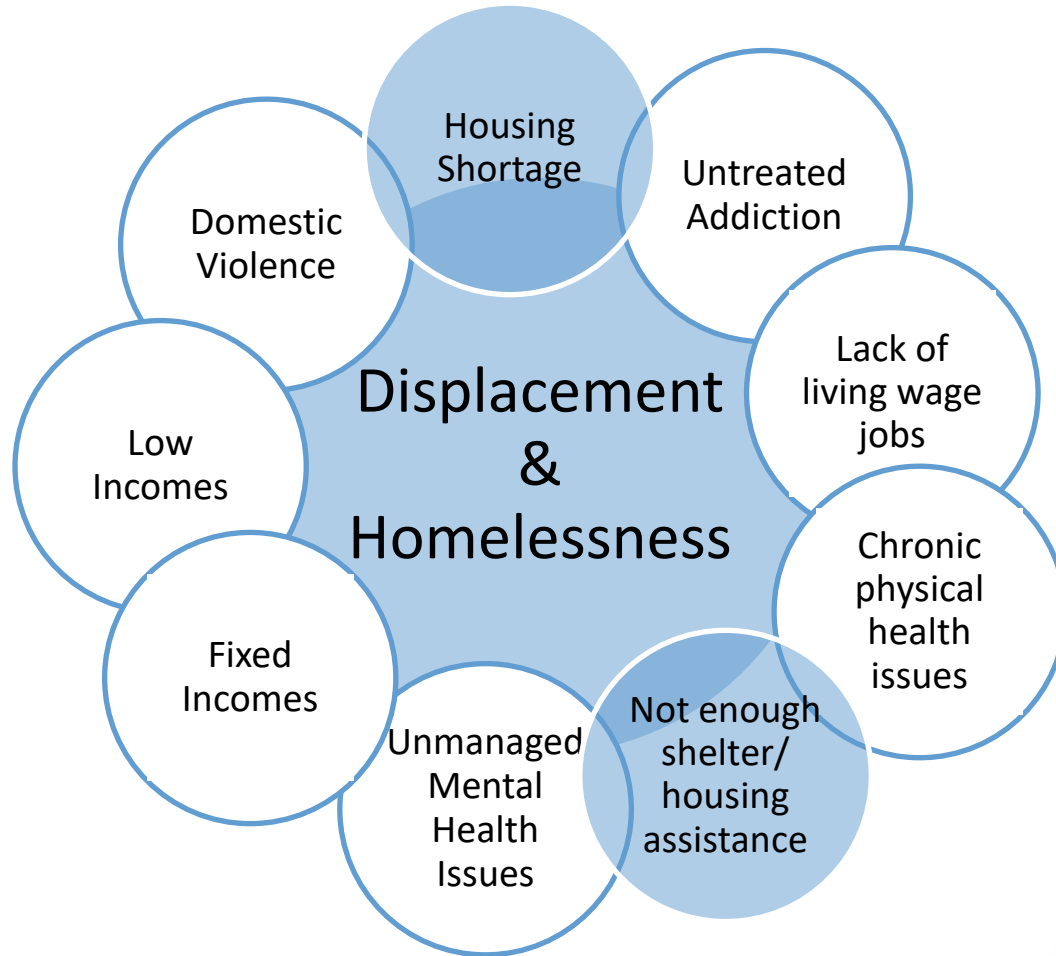 Housing
Shortage
Untreated
Addiction
Lack of
living wage
jobs
Chronic
physical
health
issues
Not enough
shelter/
housing
assistance
Unmanaged
Mental
Health
Issues
Fixed
Incomes
Low
Incomes
Domestic
Violence
Displacement
&
Homelessness